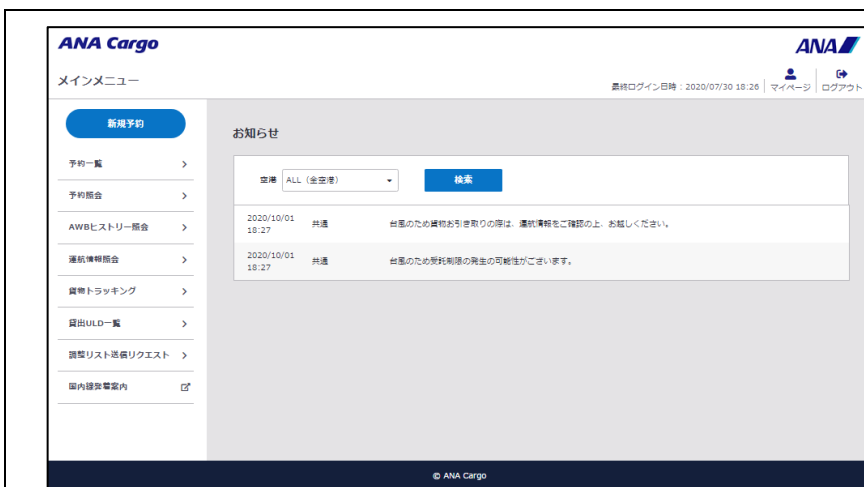 ANA Cargo
ANA
メインメニュー
最終ログイン日時：2020/07/30 18:26
マイページ
ログアウト
新規予約
予約一覧
予約照会
AWBヒストリー照会
運航情報照会
貨物トラッキング
貸出ULD一覧
調整リスト送信リクエスト
国内線発着案内
お知らせ
空港 ALL（全空港） 検索
2020/10/01 18:27 共通 台風のため貨物お引き取りの際は、運航情報をご確認の上、お越しください。
2020/10/01 18:27 共通 台風のため受託制限の発生の可能性がございます。
© ANA Cargo